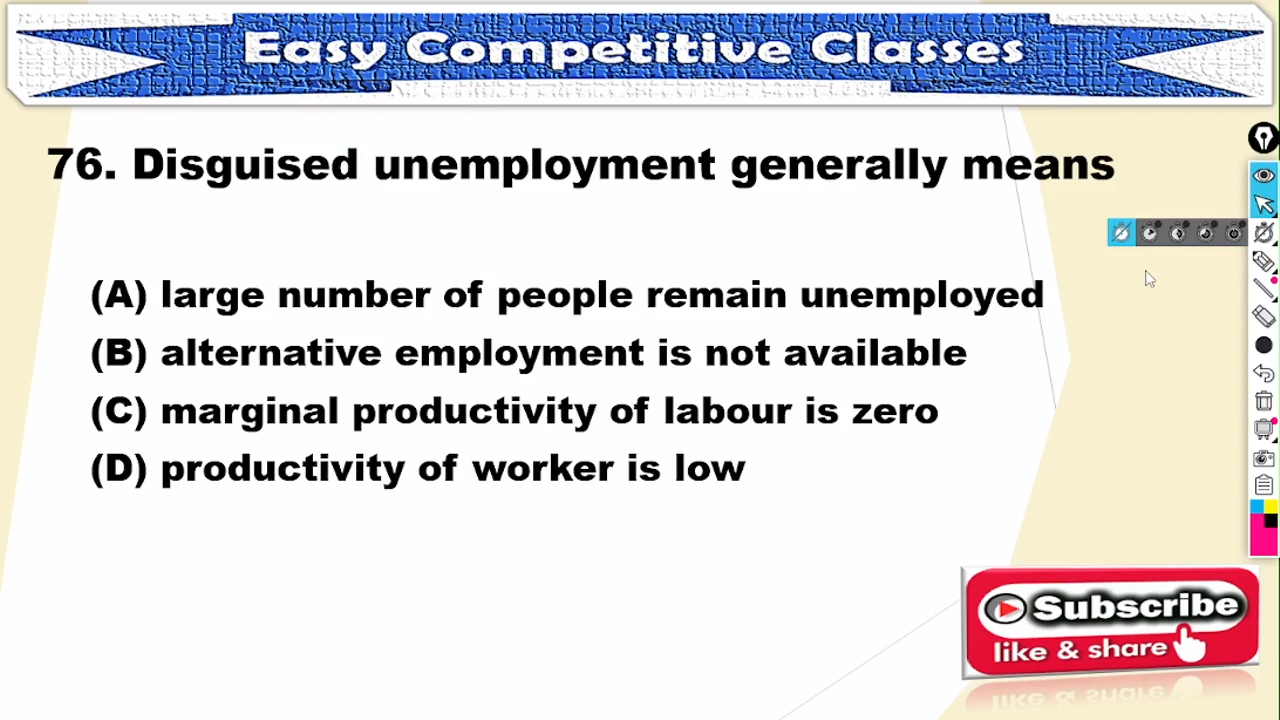 Easy Competitive Classes
76. Disguised unemployment generally means
(A) large number of people remain unemployed
(B) alternative employment is not available
(C) marginal productivity of labour is zero
(D) productivity of worker is low
Subscribe
like & share